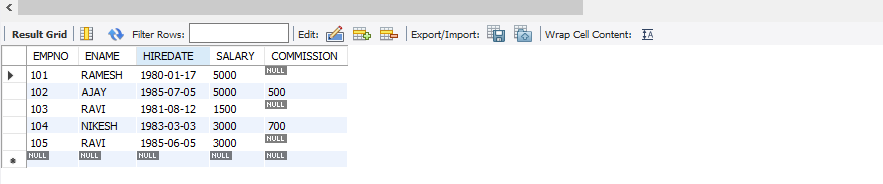 Result Grid Filter Rows: Edit: Export/Import: Wrap Cell Content: IA
EMPNO ENAME HIREDATE SALARY COMMISSION
101 RAMESH 1980-01-17 5000 NULL
102 AJAY 1985-07-05 5000 500
103 RAVI 1981-08-12 1500 NULL
104 NIKESH 1983-03-03 3000 700
105 RAVI 1985-06-05 3000 NULL
NULL NULL NULL NULL NULL